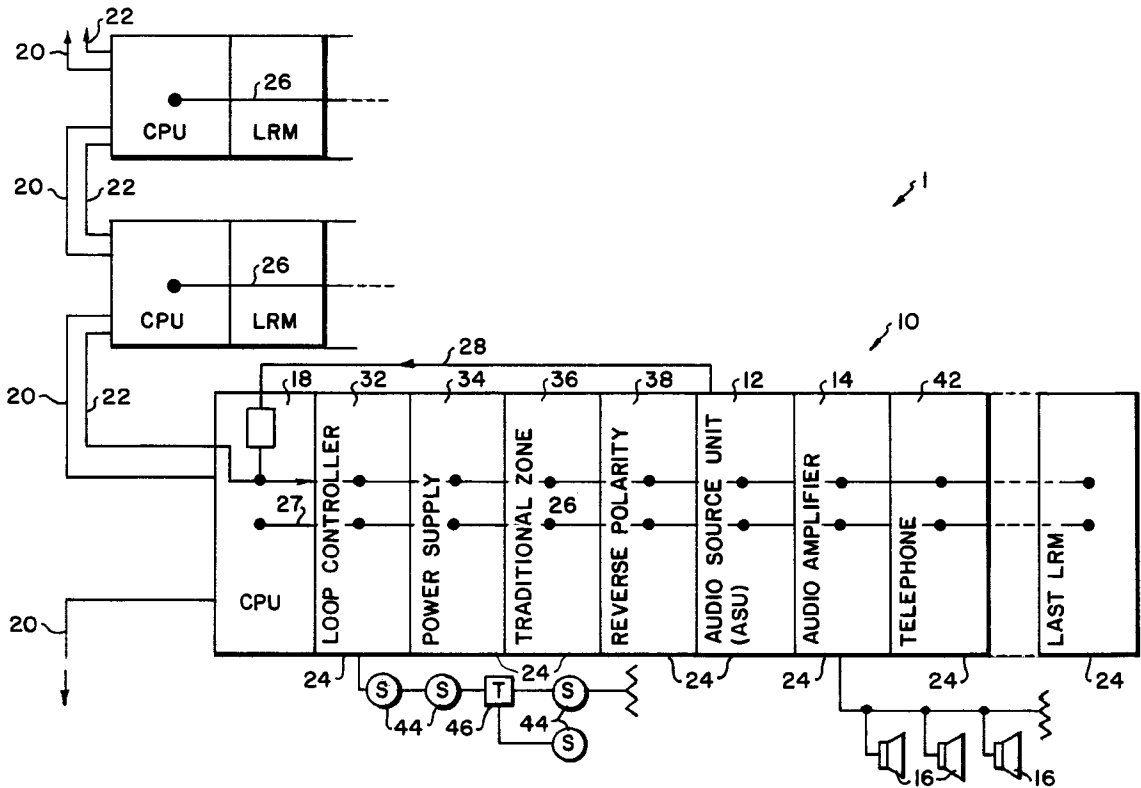 22
20
26
CPU LRM
20
22
1
26
CPU LRM
10
28
20
22
18 32 34 36 38 12 14 42
27
26
CPU
LOOP CONTROLLER
POWER SUPPLY
TRADITIONAL ZONE
REVERSE POLARITY
AUDIO SOURCE UNIT
(ASU)
AUDIO AMPLIFIER
TELEPHONE
LAST LRM
20
24 24 24 24 24 24
S S T S
44 46 44
S
16 16